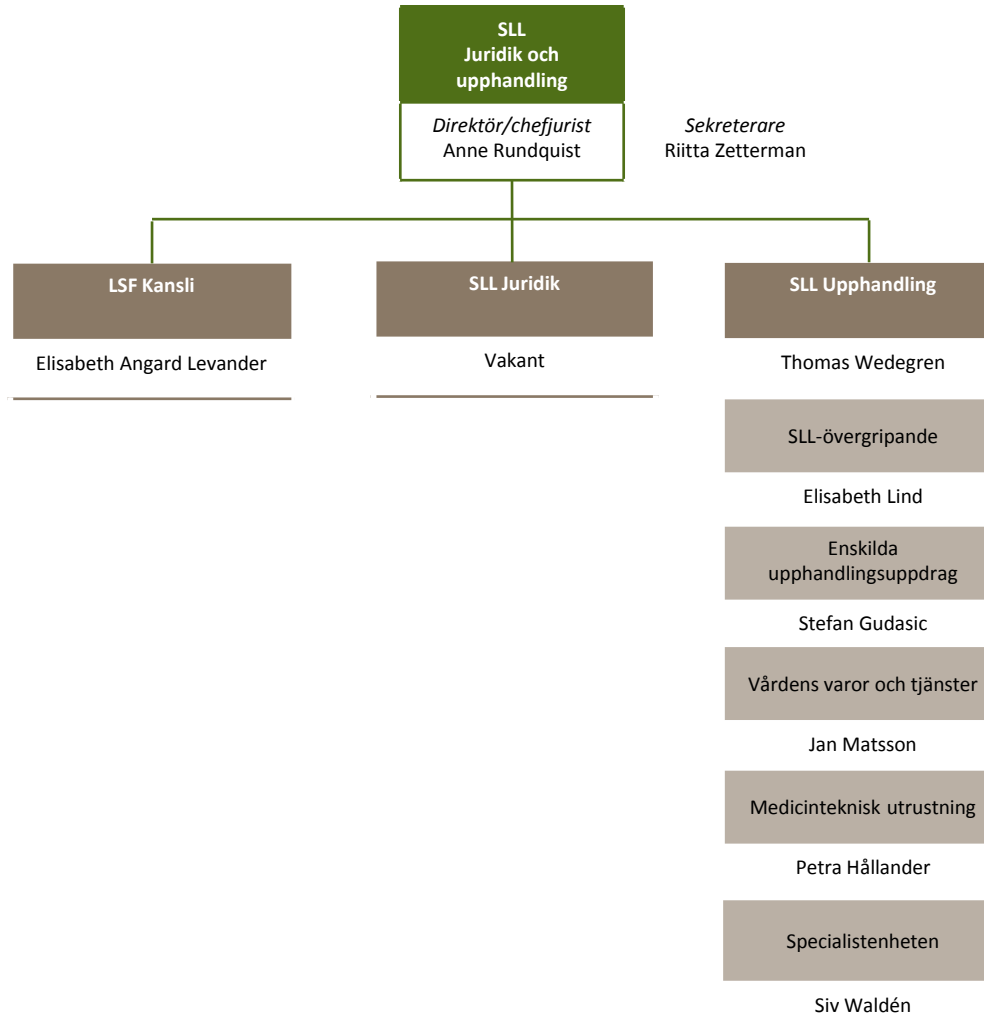 SLL
Juridik och
upphandling
Direktör/chefjurist
Anne Rundquist
Sekreterare
Riitta Zetterman
LSF Kansli
Elisabeth Angard Levander
SLL Juridik
Vakant
SLL Upphandling
Thomas Wedegren
SLL-övergripande
Elisabeth Lind
Enskilda
upphandlingsuppdrag
Stefan Gudasic
Vårdens varor och tjänster
Jan Matsson
Medicinteknisk utrustning
Petra Hållander
Specialistenheten
Siv Waldén